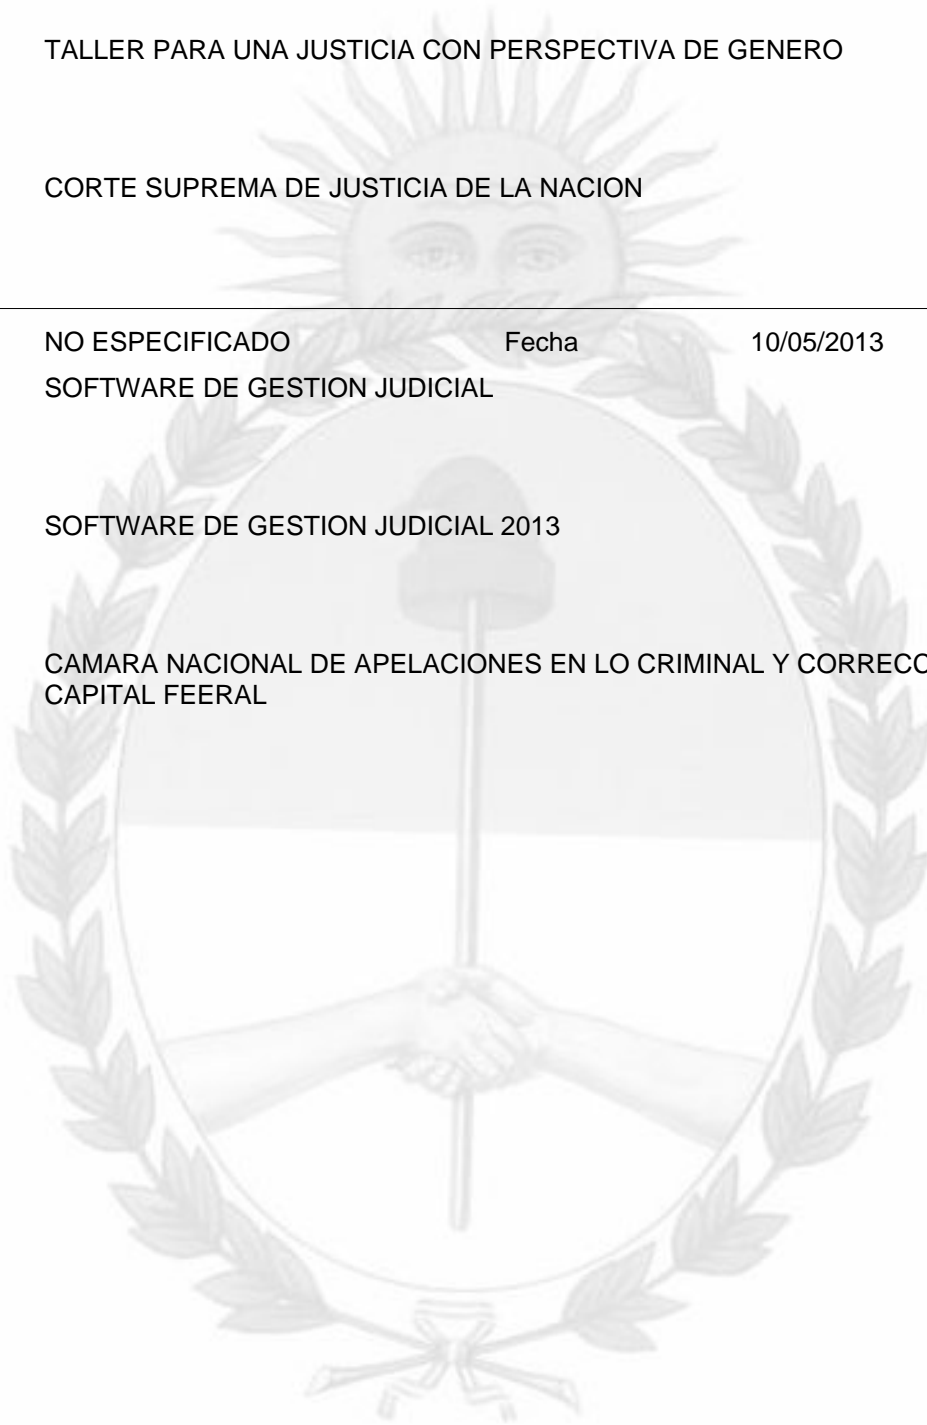 TALLER PARA UNA JUSTICIA CON PERSPECTIVA DE GENERO
CORTE SUPREMA DE JUSTICIA DE LA NACION
NO ESPECIFICADO Fecha 10/05/2013
SOFTWARE DE GESTION JUDICIAL
SOFTWARE DE GESTION JUDICIAL 2013
CAMARA NACIONAL DE APELACIONES EN LO CRIMINAL Y CORRECC
CAPITAL FEERAL